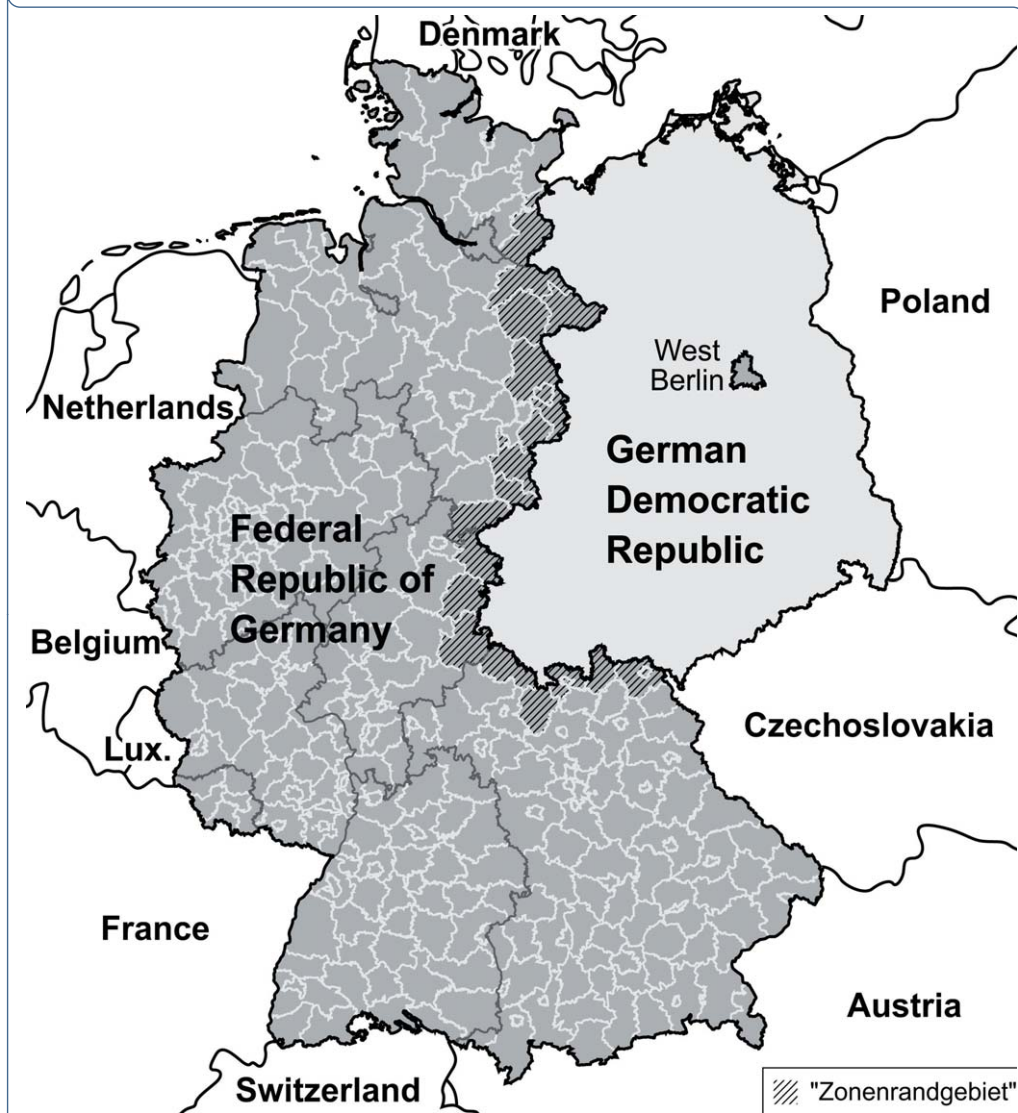 Denmark
Poland
West
Berlin
Netherlands
German
Democratic
Republic
Federal
Republic of
Germany
Belgium
Lux.
Czechoslovakia
France
Austria
Switzerland
"Zonenrandgebiet"